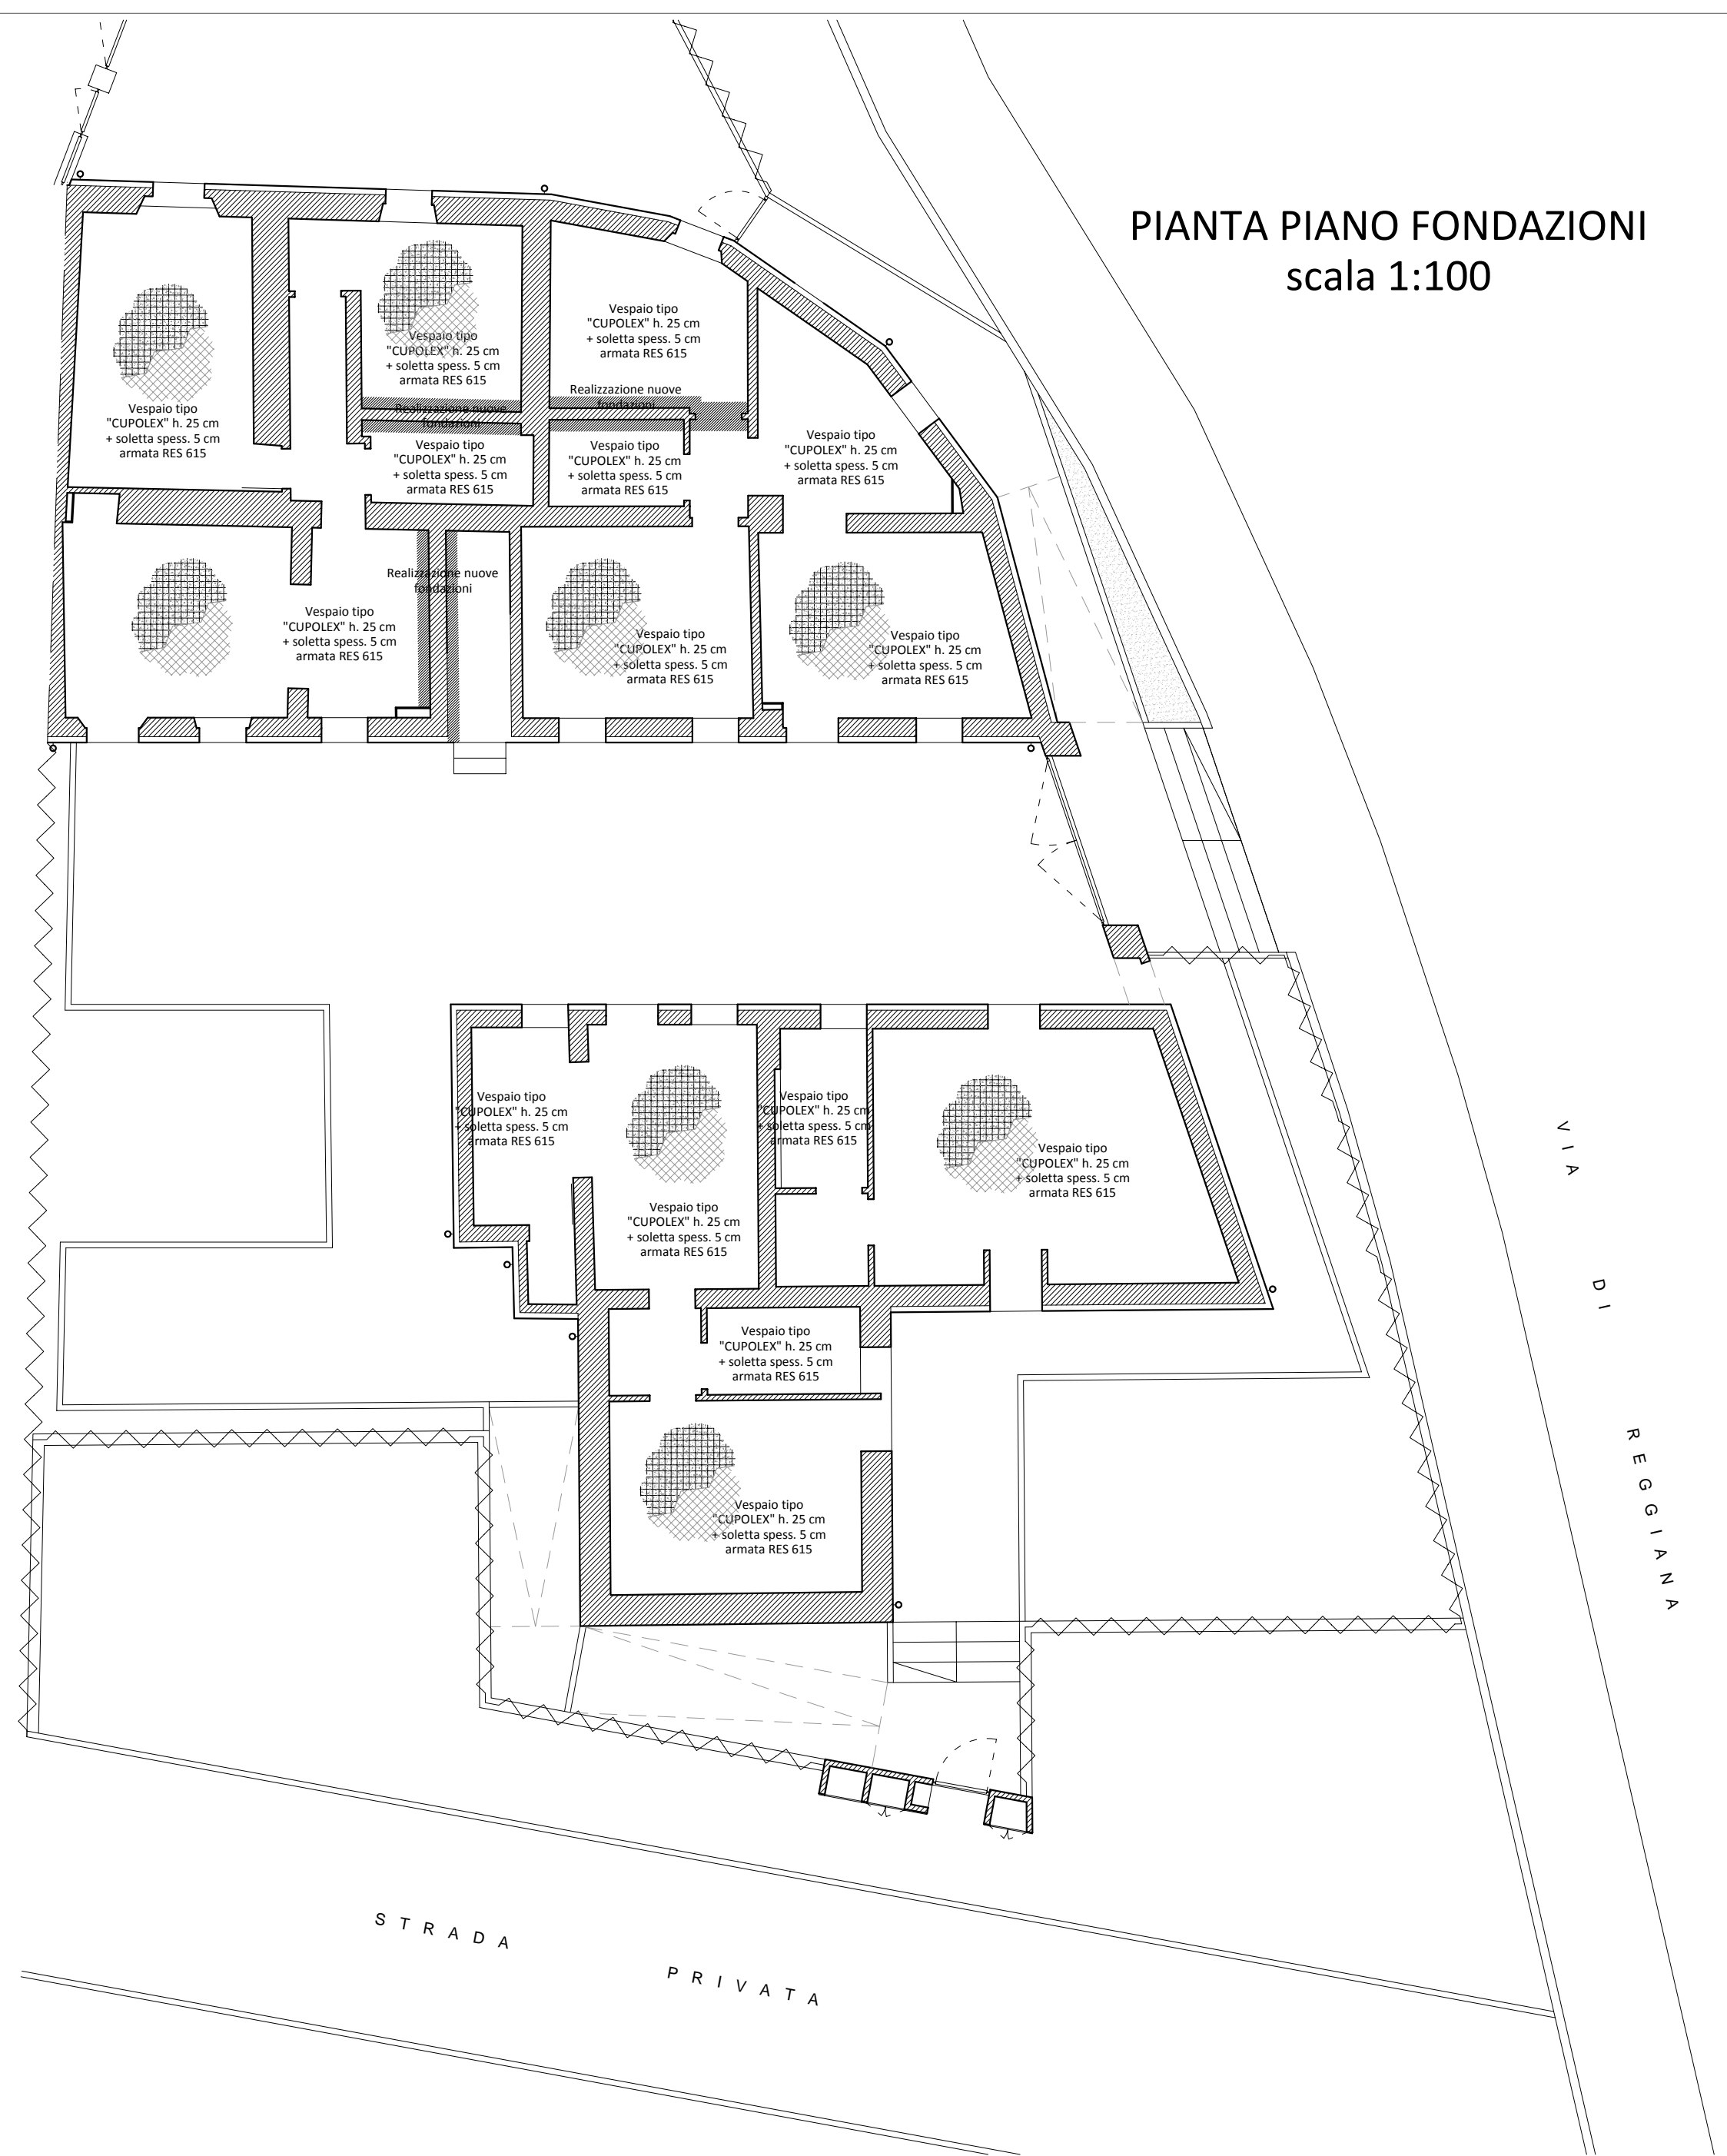 PIANTA PIANO FONDAZIONI
scala 1:100
Vespaio tipo
"CUPOLEX" h. 25 cm
+ soletta spess. 5 cm
armata RES 615
Vespaio tipo
"CUPOLEX" h. 25 cm
+ soletta spess. 5 cm
armata RES 615
Realizzazione nuove
fondazioni
Realizzazione nuove
fondazioni
Vespaio tipo
"CUPOLEX" h. 25 cm
+ soletta spess. 5 cm
armata RES 615
Vespaio tipo
"CUPOLEX" h. 25 cm
+ soletta spess. 5 cm
armata RES 615
Vespaio tipo
"CUPOLEX" h. 25 cm
+ soletta spess. 5 cm
armata RES 615
Vespaio tipo
"CUPOLEX" h. 25 cm
+ soletta spess. 5 cm
armata RES 615
Realizzazione nuove
fondazioni
Vespaio tipo
"CUPOLEX" h. 25 cm
+ soletta spess. 5 cm
armata RES 615
Vespaio tipo
"CUPOLEX" h. 25 cm
+ soletta spess. 5 cm
armata RES 615
Vespaio tipo
"CUPOLEX" h. 25 cm
+ soletta spess. 5 cm
armata RES 615
Vespaio tipo
"CUPOLEX" h. 25 cm
+ soletta spess. 5 cm
armata RES 615
Vespaio tipo
"CUPOLEX" h. 25 cm
+ soletta spess. 5 cm
armata RES 615
Vespaio tipo
"CUPOLEX" h. 25 cm
+ soletta spess. 5 cm
armata RES 615
Vespaio tipo
"CUPOLEX" h. 25 cm
+ soletta spess. 5 cm
armata RES 615
Vespaio tipo
"CUPOLEX" h. 25 cm
+ soletta spess. 5 cm
armata RES 615
Vespaio tipo
"CUPOLEX" h. 25 cm
+ soletta spess. 5 cm
armata RES 615
VIA DI REGGIANA
STRADA PRIVATA